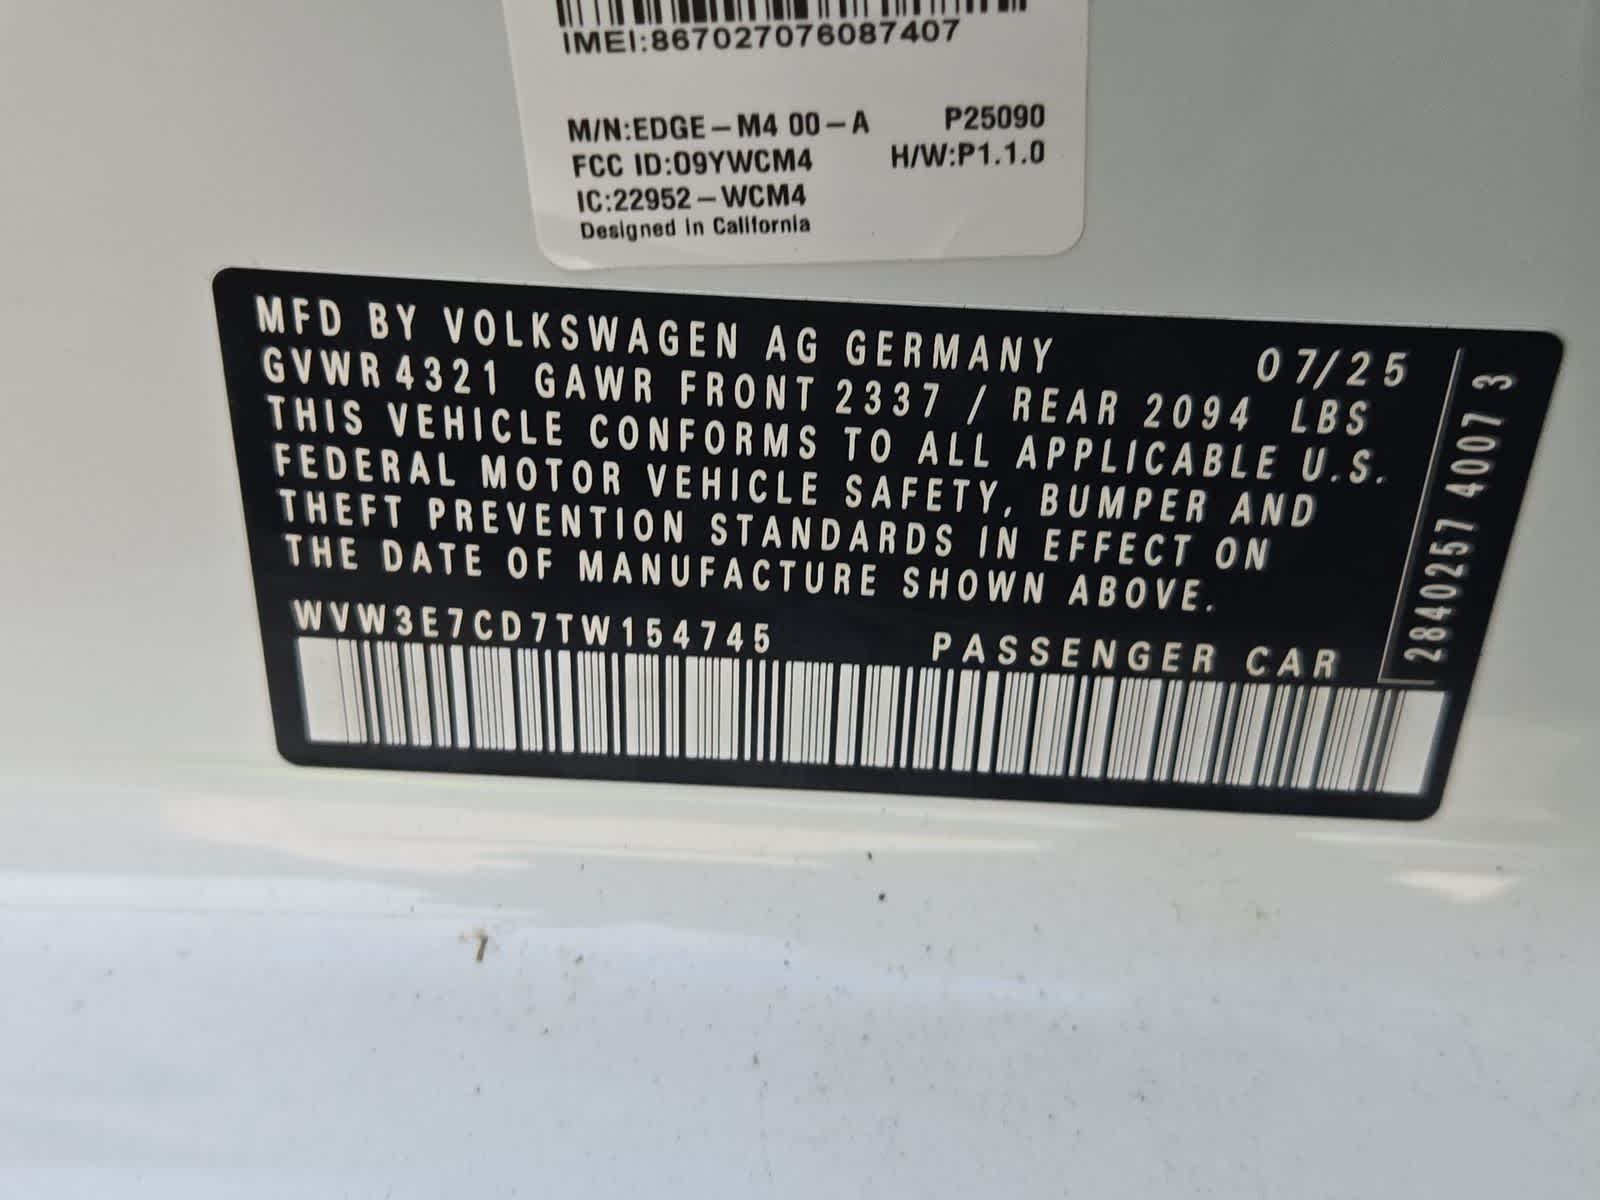 IMEI:867027076087407
M/N:EDGE-M4 00-A P25090
FCC ID:O9YWCM4 H/W:P1.1.0
IC:22952-WCM4
Designed in California
MFD BY VOLKSWAGEN AG GERMANY 07/25
GVWR 4321 GAWR FRONT 2337 / REAR 2094 LBS
THIS VEHICLE CONFORMS TO ALL APPLICABLE U.S.
FEDERAL MOTOR VEHICLE SAFETY, BUMPER AND
THEFT PREVENTION STANDARDS IN EFFECT ON
THE DATE OF MANUFACTURE SHOWN ABOVE.
WVW3E7CD7TW154745 PASSENGER CAR
2840257 4007 3